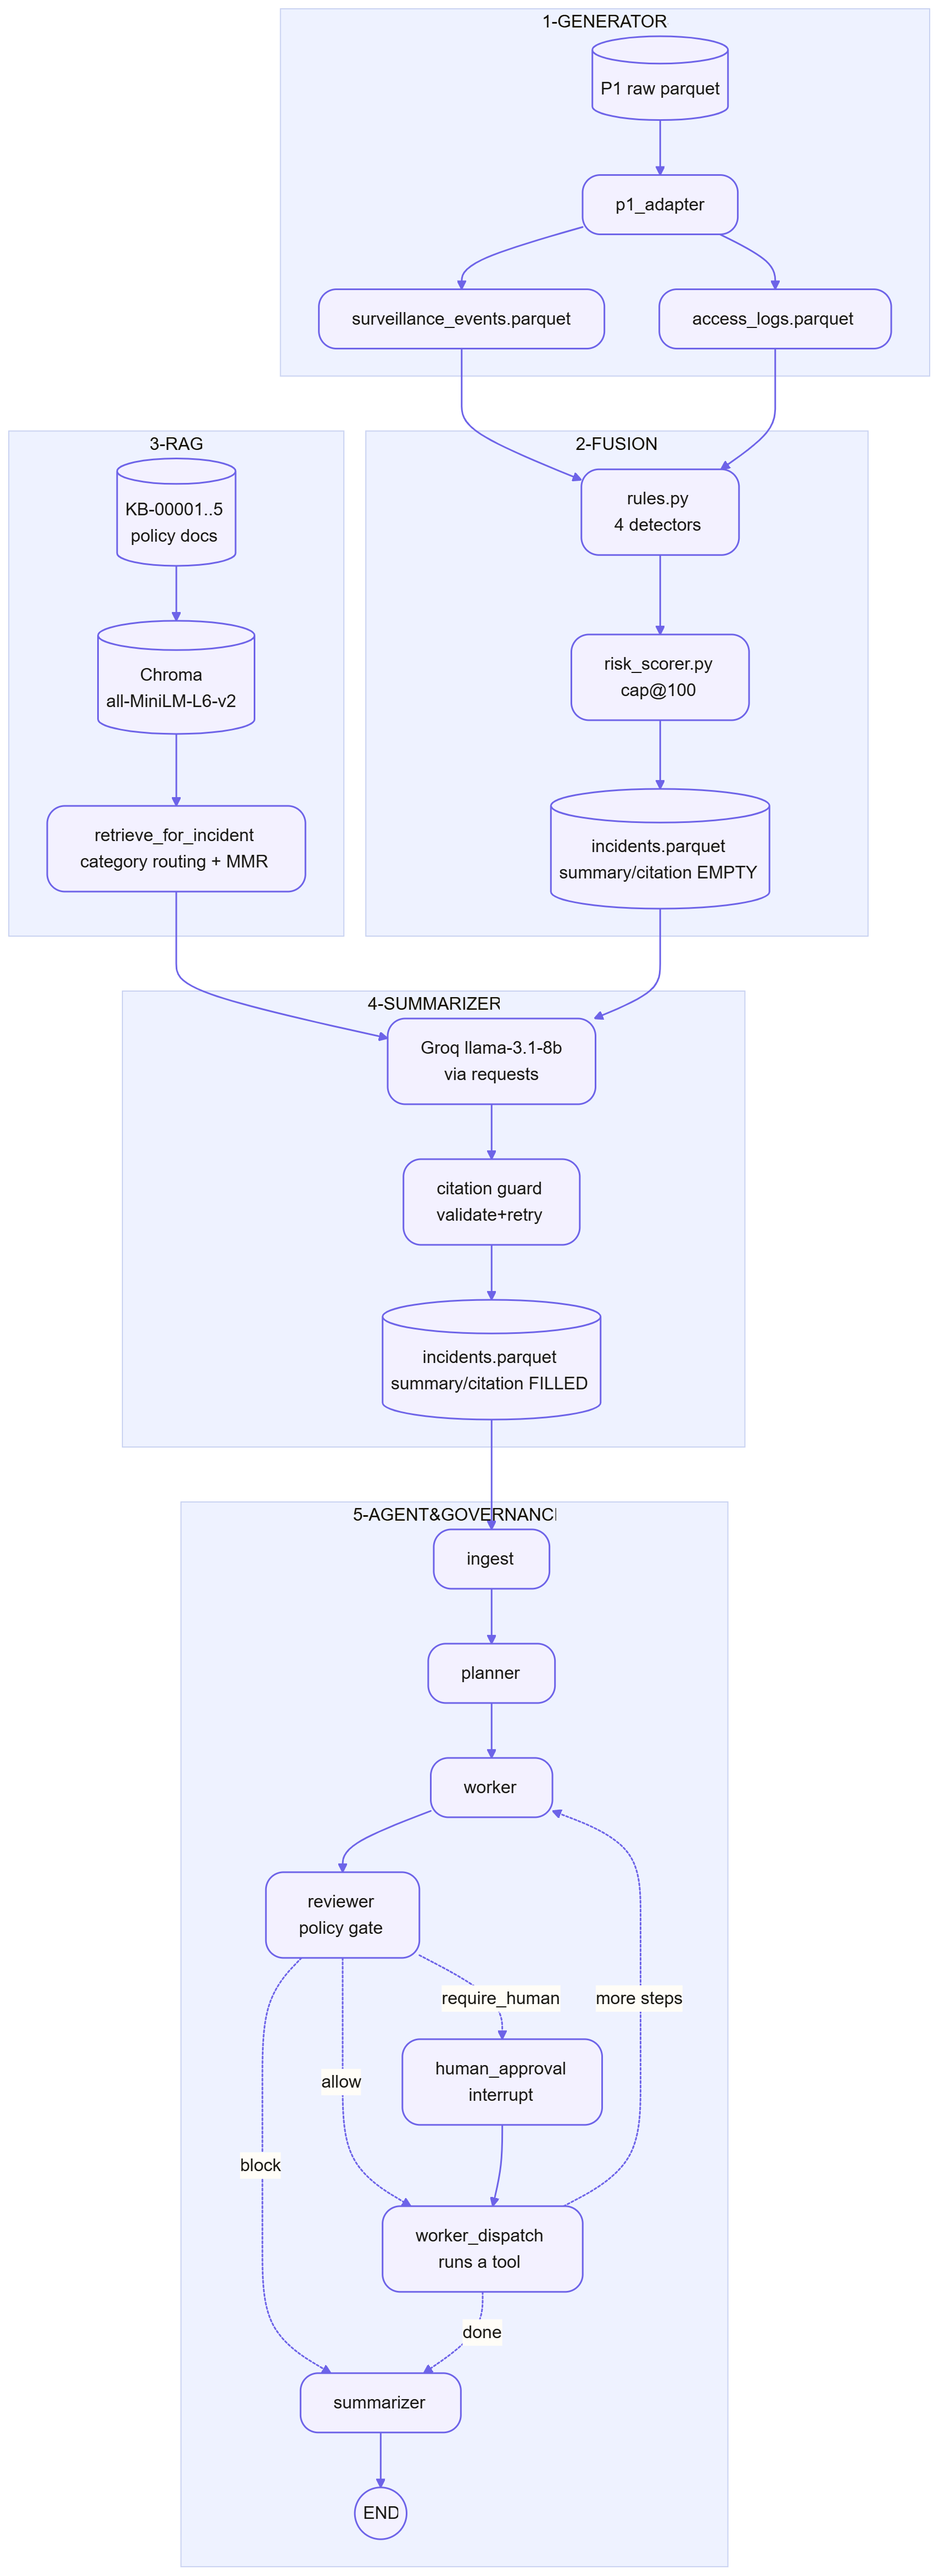 1-GENERATOR
P1 raw parquet
p1_adapter
surveillance_events.parquet
access_logs.parquet
3-RAG
KB-00001..5
policy docs
Chroma
all-MiniLM-L6-v2
retrieve_for_incident
category routing + MMR
2-FUSION
rules.py
4 detectors
risk_scorer.py
cap@100
incidents.parquet
summary/citation EMPTY
4-SUMMARIZER
Groq llama-3.1-8b
via requests
citation guard
validate+retry
incidents.parquet
summary/citation FILLED
5-AGENT&GOVERNANC
ingest
planner
worker
reviewer
policy gate
require_human
more steps
human_approval
interrupt
allow
block
worker_dispatch
runs a tool
done
summarizer
END